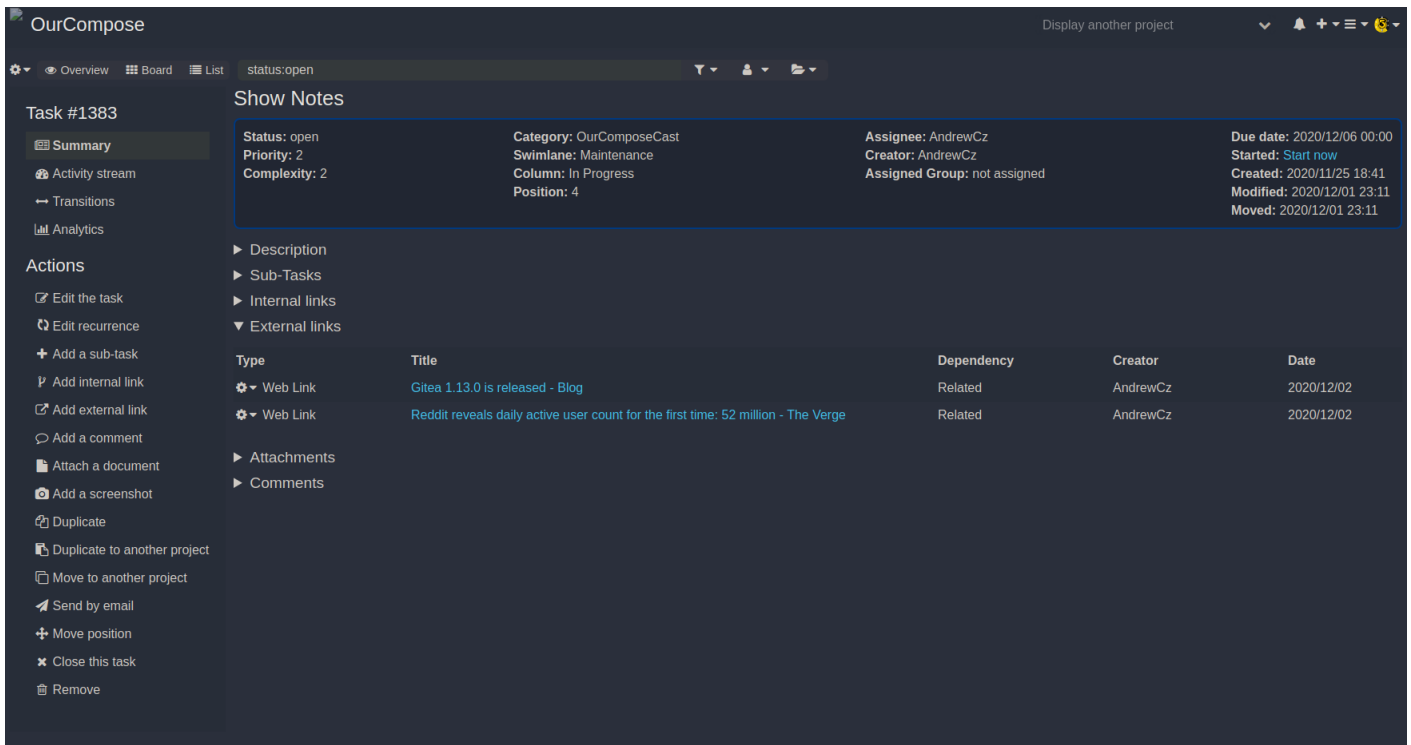 OurCompose
Display another project
Overview Board List status:open
Task #1383
Summary
Activity stream
Transitions
Analytics
Actions
Edit the task
Edit recurrence
Add a sub-task
Add internal link
Add external link
Add a comment
Attach a document
Add a screenshot
Duplicate
Duplicate to another project
Move to another project
Send by email
Move position
Close this task
Remove
Show Notes
Status: open
Priority: 2
Complexity: 2
Category: OurComposeCast
Swimlane: Maintenance
Column: In Progress
Position: 4
Assignee: AndrewCz
Creator: AndrewCz
Assigned Group: not assigned
Due date: 2020/12/06 00:00
Started: Start now
Created: 2020/11/25 18:41
Modified: 2020/12/01 23:11
Moved: 2020/12/01 23:11
Description
Sub-Tasks
Internal links
External links
Type Title Dependency Creator Date
Web Link Gitea 1.13.0 is released - Blog Related AndrewCz 2020/12/02
Web Link Reddit reveals daily active user count for the first time: 52 million - The Verge Related AndrewCz 2020/12/02
Attachments
Comments